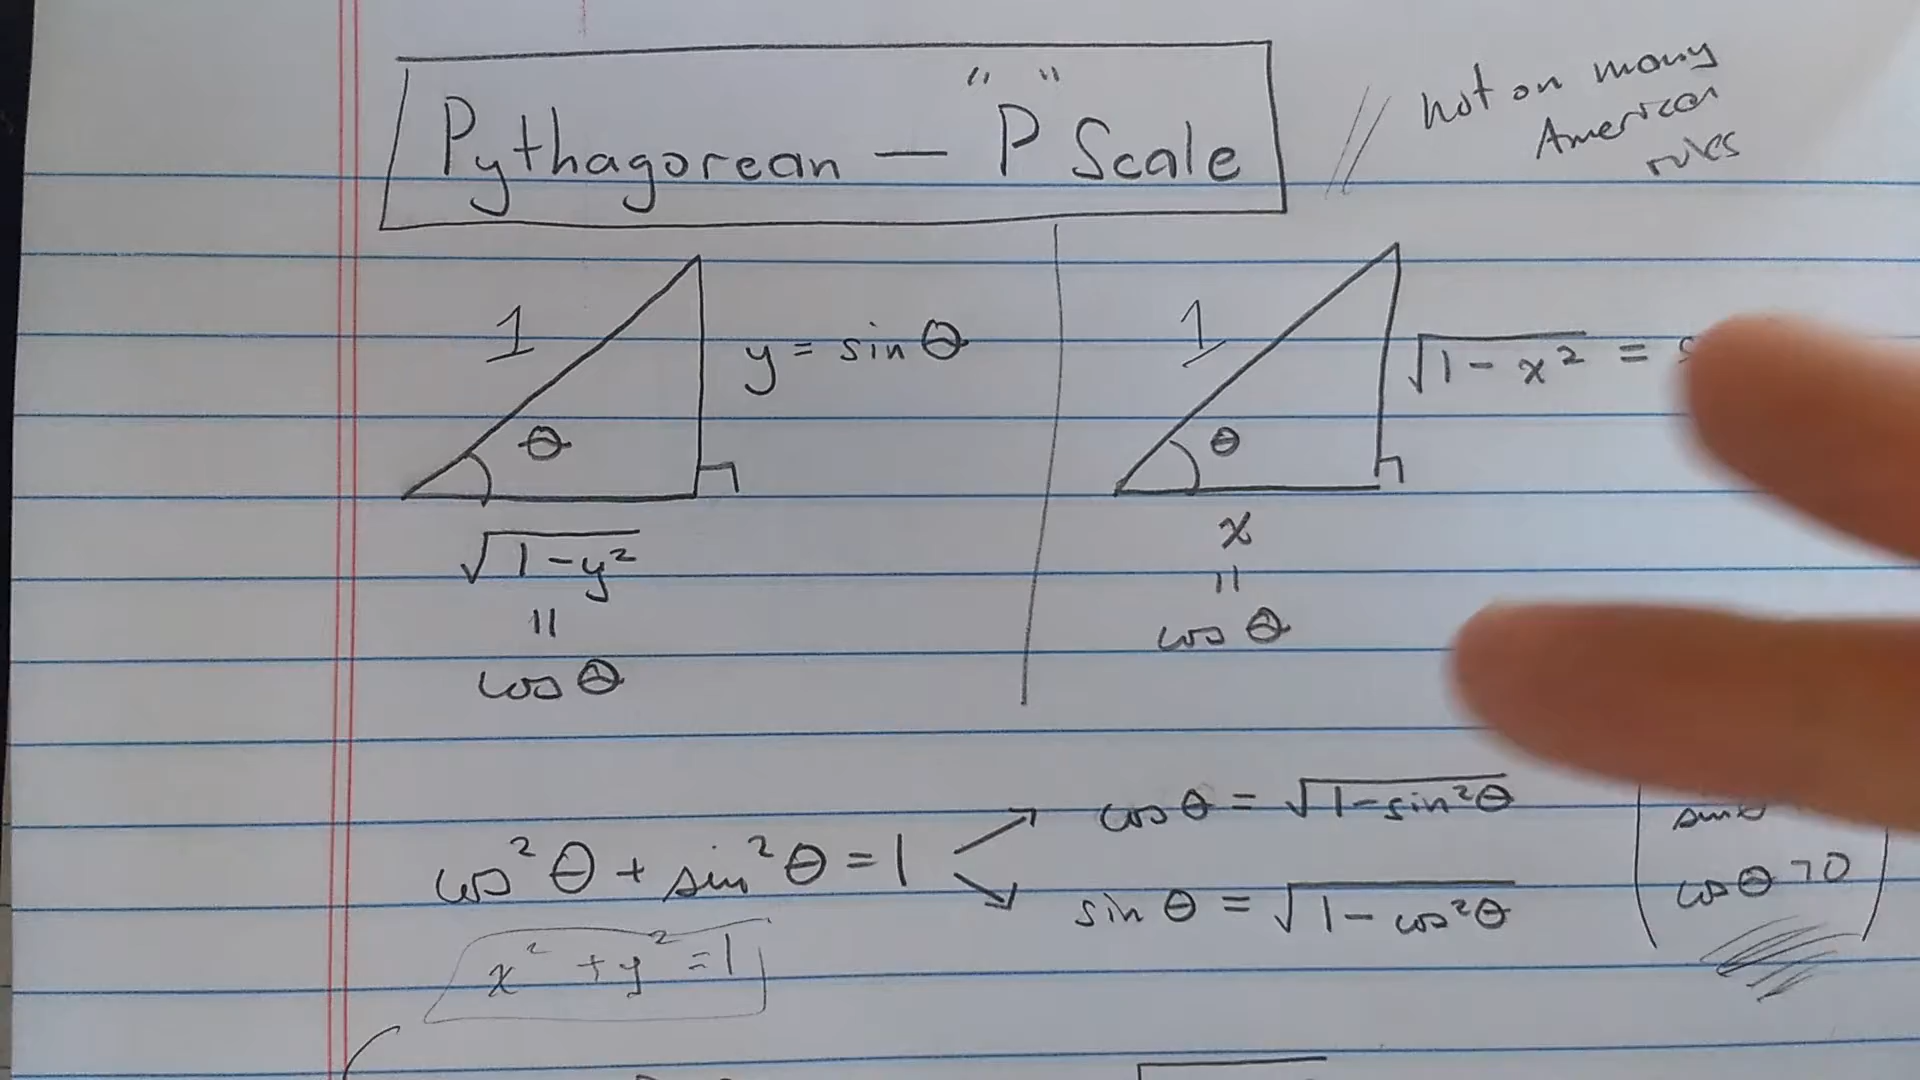 Pythagorean — "P" Scale
not on many
American
rules
1
y = sin θ
θ
√1-y²
=
cos θ
1
√1-x² =
θ
x
=
cos θ
cos²θ + sin²θ = 1
cos θ = √1-sin²θ
sin θ = √1-cos²θ
cos θ > 0
x² + y² = 1